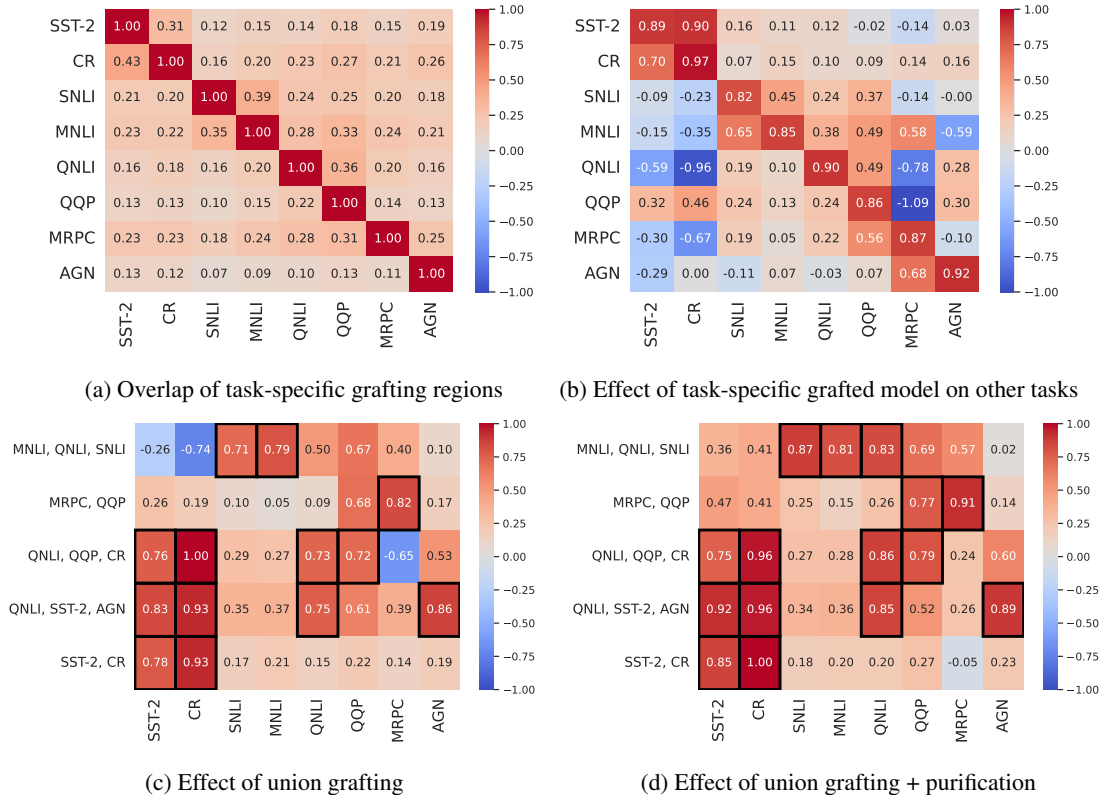 SST-2 1.00 0.31 0.12 0.15 0.14 0.18 0.15 0.19
CR 0.43 1.00 0.16 0.20 0.23 0.27 0.21 0.26
SNLI 0.21 0.20 1.00 0.39 0.24 0.25 0.20 0.18
MNLI 0.23 0.22 0.35 1.00 0.28 0.33 0.24 0.21
QNLI 0.16 0.18 0.16 0.20 1.00 0.36 0.20 0.16
QQP 0.13 0.13 0.10 0.15 0.22 1.00 0.14 0.13
MRPC 0.23 0.23 0.18 0.24 0.28 0.31 1.00 0.25
AGN 0.13 0.12 0.07 0.09 0.10 0.13 0.11 1.00
SST-2 CR SNLI MNLI QNLI QQP MRPC AGN
1.00
0.75
0.50
0.25
0.00
−0.25
−0.50
−0.75
−1.00
(a) Overlap of task-specific grafting regions
SST-2 0.89 0.90 0.16 0.11 0.12 -0.02 -0.14 0.03
CR 0.70 0.97 0.07 0.15 0.10 0.09 0.14 0.16
SNLI -0.09 -0.23 0.82 0.45 0.24 0.37 -0.14 -0.00
MNLI -0.15 -0.35 0.65 0.85 0.38 0.49 0.58 -0.59
QNLI -0.59 -0.96 0.19 0.10 0.90 0.49 -0.78 0.28
QQP 0.32 0.46 0.24 0.13 0.24 0.86 -1.09 0.30
MRPC -0.30 -0.67 0.19 0.05 0.22 0.56 0.87 -0.10
AGN -0.29 0.00 -0.11 0.07 -0.03 0.07 0.68 0.92
SST-2 CR SNLI MNLI QNLI QQP MRPC AGN
1.00
0.75
0.50
0.25
0.00
−0.25
−0.50
−0.75
−1.00
(b) Effect of task-specific grafted model on other tasks
MNLI, QNLI, SNLI -0.26 -0.74 0.71 0.79 0.50 0.67 0.40 0.10
MRPC, QQP 0.26 0.19 0.10 0.05 0.09 0.68 0.82 0.17
QNLI, QQP, CR 0.76 1.00 0.29 0.27 0.73 0.72 -0.65 0.53
QNLI, SST-2, AGN 0.83 0.93 0.35 0.37 0.75 0.61 0.39 0.86
SST-2, CR 0.78 0.93 0.17 0.21 0.15 0.22 0.14 0.19
SST-2 CR SNLI MNLI QNLI QQP MRPC AGN
1.00
0.75
0.50
0.25
0.00
−0.25
−0.50
−0.75
−1.00
(c) Effect of union grafting
MNLI, QNLI, SNLI 0.36 0.41 0.87 0.81 0.83 0.69 0.57 0.02
MRPC, QQP 0.47 0.41 0.25 0.15 0.26 0.77 0.91 0.14
QNLI, QQP, CR 0.75 0.96 0.27 0.28 0.86 0.79 0.24 0.60
QNLI, SST-2, AGN 0.92 0.96 0.34 0.36 0.85 0.52 0.26 0.89
SST-2, CR 0.85 1.00 0.18 0.20 0.20 0.27 -0.05 0.23
SST-2 CR SNLI MNLI QNLI QQP MRPC AGN
1.00
0.75
0.50
0.25
0.00
−0.25
−0.50
−0.75
−1.00
(d) Effect of union grafting + purification